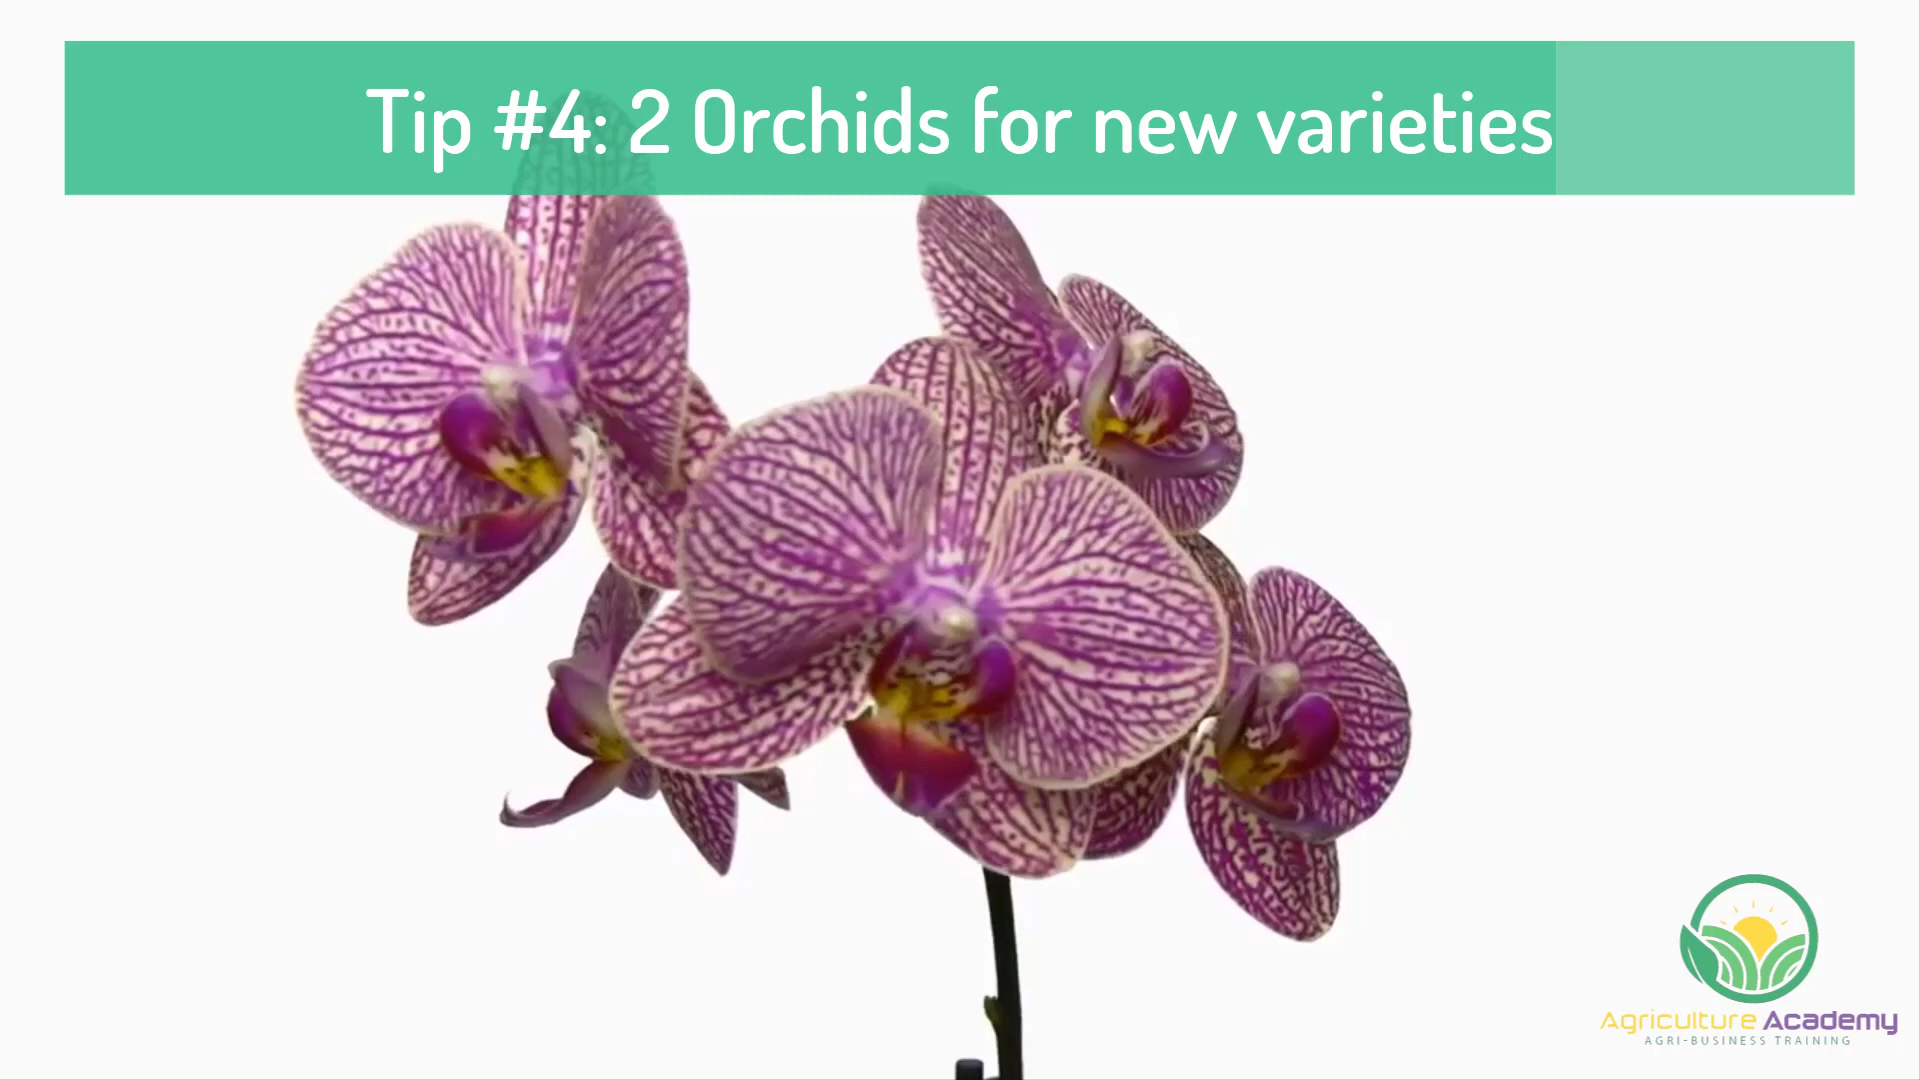 Tip #4: 2 Orchids for new varieties
Agriculture Academy
AGRI-BUSINESS TRAINING